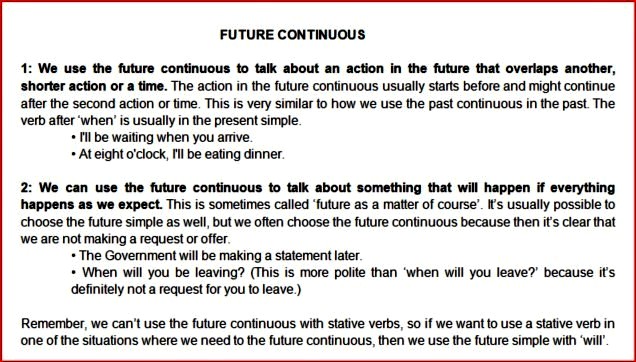 FUTURE CONTINUOUS
1: We use the future continuous to talk about an action in the future that overlaps another,
shorter action or a time. The action in the future continuous usually starts before and might continue
after the second action or time. This is very similar to how we use the past continuous in the past. The
verb after ‘when’ is usually in the present simple.
• I'll be waiting when you arrive.
• At eight o'clock, I'll be eating dinner.
2: We can use the future continuous to talk about something that will happen if everything
happens as we expect. This is sometimes called ‘future as a matter of course’. It’s usually possible to
choose the future simple as well, but we often choose the future continuous because then it’s clear that
we are not making a request or offer.
• The Government will be making a statement later.
• When will you be leaving? (This is more polite than ‘when will you leave?’ because it’s
definitely not a request for you to leave.)
Remember, we can’t use the future continuous with stative verbs, so if we want to use a stative verb in
one of the situations where we need to the future continuous, then we use the future simple with ‘will’.